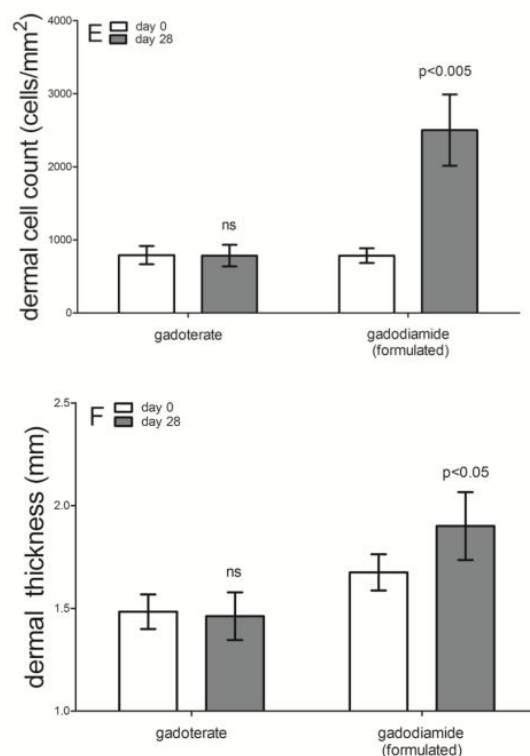 E
day 0
day 28
dermal cell count (cells/mm²)
4000
3000
2000
1000
0
p<0.005
ns
gadoterate
gadodiamide
(formulated)
F
day 0
day 28
dermal thickness (mm)
2.5
2.0
1.5
1.0
p<0.05
ns
gadoterate
gadodiamide
(formulated)